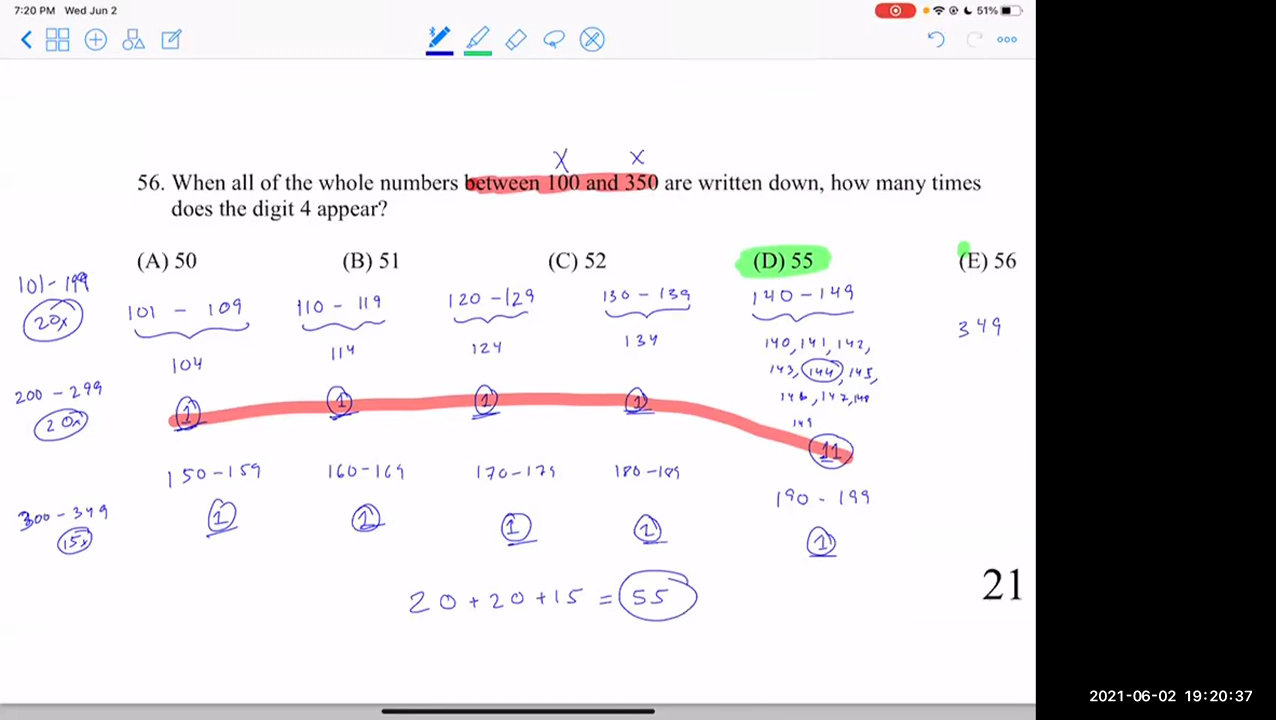 7:20 PM Wed Jun 2
51%
X x
56. When all of the whole numbers between 100 and 350 are written down, how many times
does the digit 4 appear?
(A) 50 (B) 51 (C) 52 (D) 55 (E) 56
101-199
20x
101 - 109 110 - 119 120 -129 130 - 139 140 - 149
104 114 124 134
140, 141, 142,
143, 144, 145,
146, 147, 148
149
349
200 - 299
20x
1 1 1 1 11
150-159 160-169 170-179 180-189 190 - 199
1 1 1 1 1
300 - 349
15x
20 + 20 + 15 = 55
21
2021-06-02 19:20:37